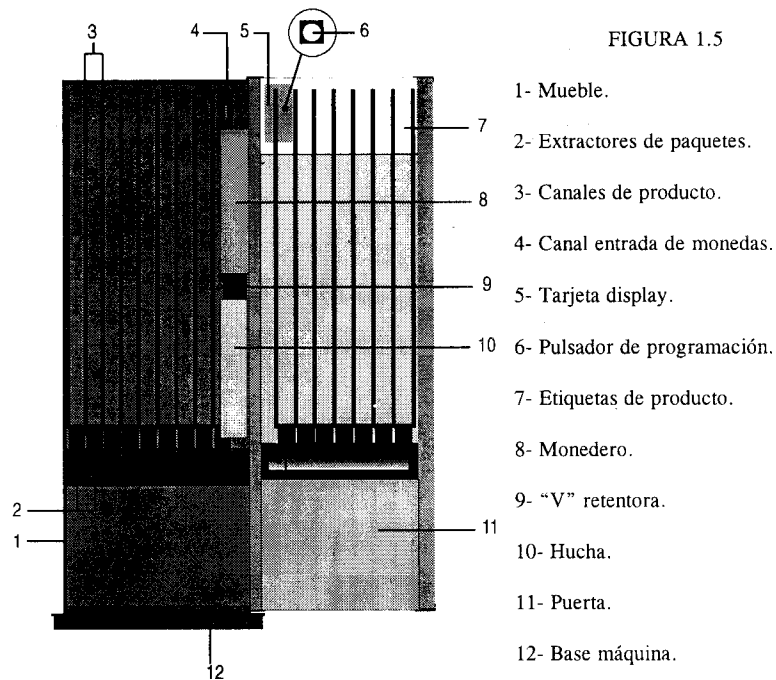 FIGURA 1.5
3
4
5
6
7
8
9
10
11
2
1
12
1- Mueble.
2- Extractores de paquetes.
3- Canales de producto.
4- Canal entrada de monedas.
5- Tarjeta display.
6- Pulsador de programación.
7- Etiquetas de producto.
8- Monedero.
9- “V” retentora.
10- Hucha.
11- Puerta.
12- Base máquina.